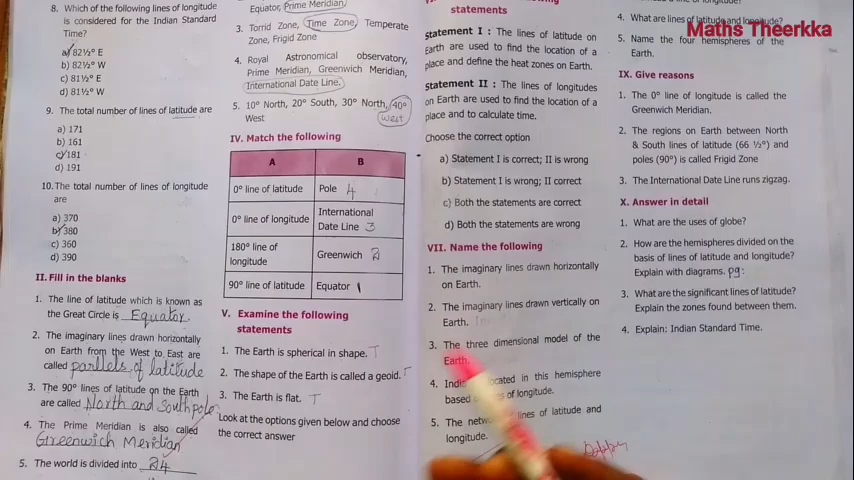 8. Which of the following lines of longitude
is considered for the Indian Standard
Time?
a) 82½° E
b) 82½° W
c) 81½° E
d) 81½° W
9. The total number of lines of latitude are
a) 171
b) 161
c) 181
d) 191
10. The total number of lines of longitude
are
a) 370
b) 380
c) 360
d) 390
II. Fill in the blanks
1. The line of latitude which is known as
the Great Circle is Equator.
2. The imaginary lines drawn horizontally
on Earth from the West to East are
called parllels of latitude
3. The 90° lines of latitude on the Earth
are called North and South pole
4. The Prime Meridian is also called
Greenwich Meridian
5. The world is divided into 24
Equator, Prime Meridian.
3. Torrid Zone, Time Zone, Temperate
Zone, Frigid Zone
4. Royal Astronomical observatory,
Prime Meridian, Greenwich Meridian,
International Date Line.
5. 10° North, 20° South, 30° North, 40°
West
IV. Match the following
A B
0° line of latitude Pole 4
0° line of longitude International
Date Line 3
180° line of
longitude Greenwich 2
90° line of latitude Equator 1
V. Examine the following
statements
1. The Earth is spherical in shape. T
2. The shape of the Earth is called a geoid. T
3. The Earth is flat. T
Look at the options given below and choose
the correct answer
statements
Statement I : The lines of latitude on
Earth are used to find the location of a
place and define the heat zones on Earth.
Statement II : The lines of longitudes
on Earth are used to find the location of a
place and to calculate time.
Choose the correct option
a) Statement I is correct; II is wrong
b) Statement I is wrong; II correct
c) Both the statements are correct
d) Both the statements are wrong
VII. Name the following
1. The imaginary lines drawn horizontally
on Earth.
2. The imaginary lines drawn vertically on
Earth.
3. The three dimensional model of the
Earth.
4. located in this hemisphere
based of longitude.
5. The lines of latitude and
longitude.
4. What are lines of latitude and longitude?
Maths Theerkka
5. Name the four hemispheres of the
Earth.
IX. Give reasons
1. The 0° line of longitude is called the
Greenwich Meridian.
2. The regions on Earth between North
& South lines of latitude (66 ½°) and
poles (90°) is called Frigid Zone
3. The International Date Line runs zigzag.
X. Answer in detail
1. What are the uses of globe?
2. How are the hemispheres divided on the
basis of lines of latitude and longitude?
Explain with diagrams. pg:
3. What are the significant lines of latitude?
Explain the zones found between them.
4. Explain: Indian Standard Time.